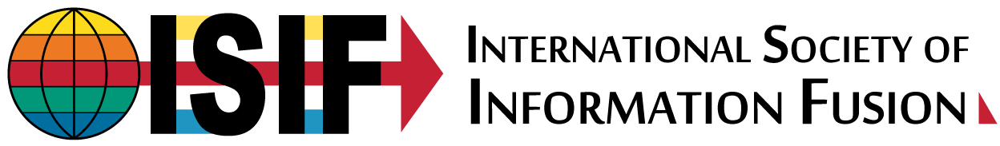 ISIF
INTERNATIONAL SOCIETY OF
INFORMATION FUSION